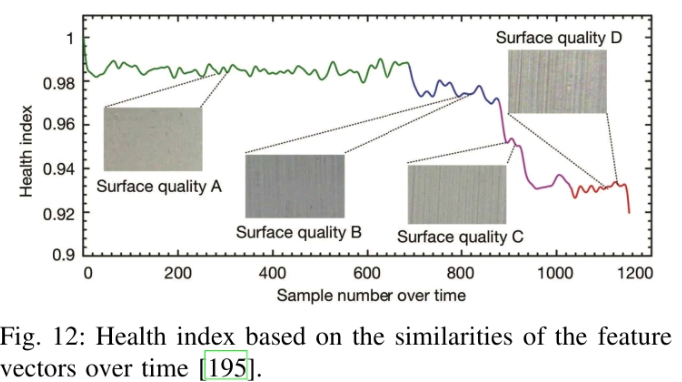 Surface quality D
1
0.98
0.96
0.94
0.92
0.9
Health index
Surface quality A
Surface quality B
Surface quality C
0 200 400 600 800 1000 1200
Sample number over time
Fig. 12: Health index based on the similarities of the feature
vectors over time [195].